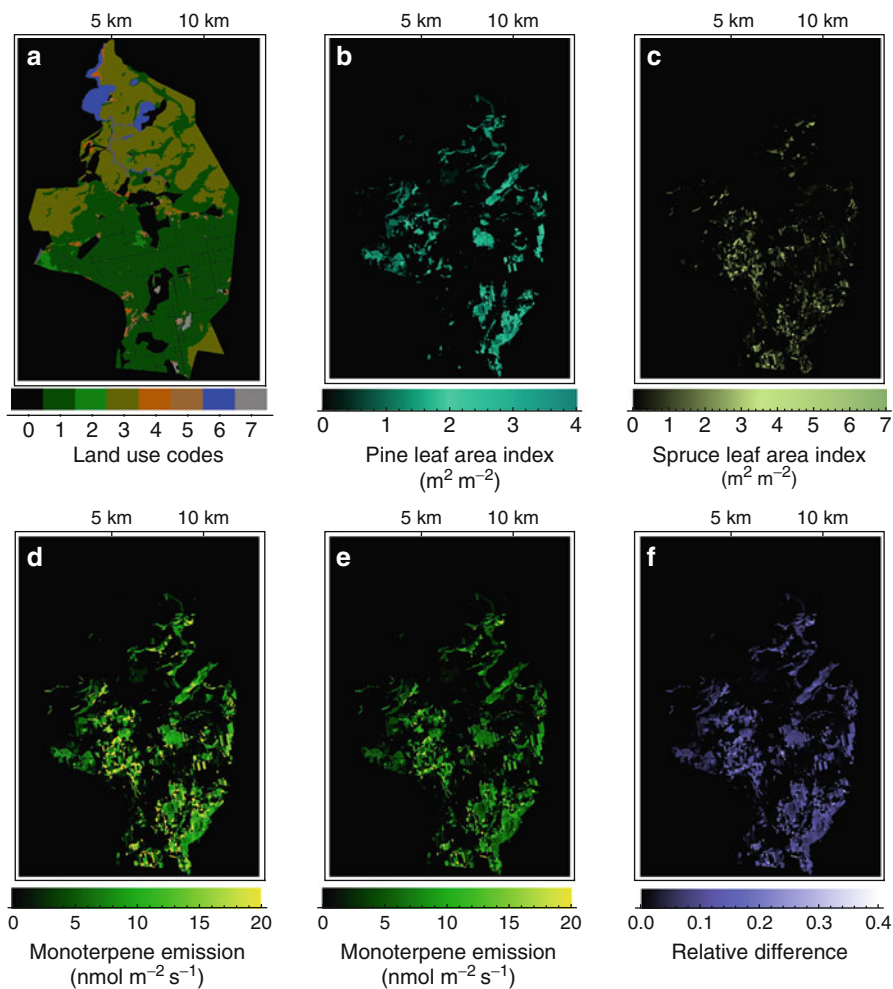 5 km 10 km 5 km 10 km 5 km 10 km
a b c
0 1 2 3 4 5 6 7
Land use codes
0 1 2 3 4
Pine leaf area index
(m² m⁻²)
0 1 2 3 4 5 6 7
Spruce leaf area index
(m² m⁻²)
5 km 10 km 5 km 10 km 5 km 10 km
d e f
0 5 10 15 20
Monoterpene emission
(nmol m⁻² s⁻¹)
0 5 10 15 20
Monoterpene emission
(nmol m⁻² s⁻¹)
0.0 0.1 0.2 0.3 0.4
Relative difference